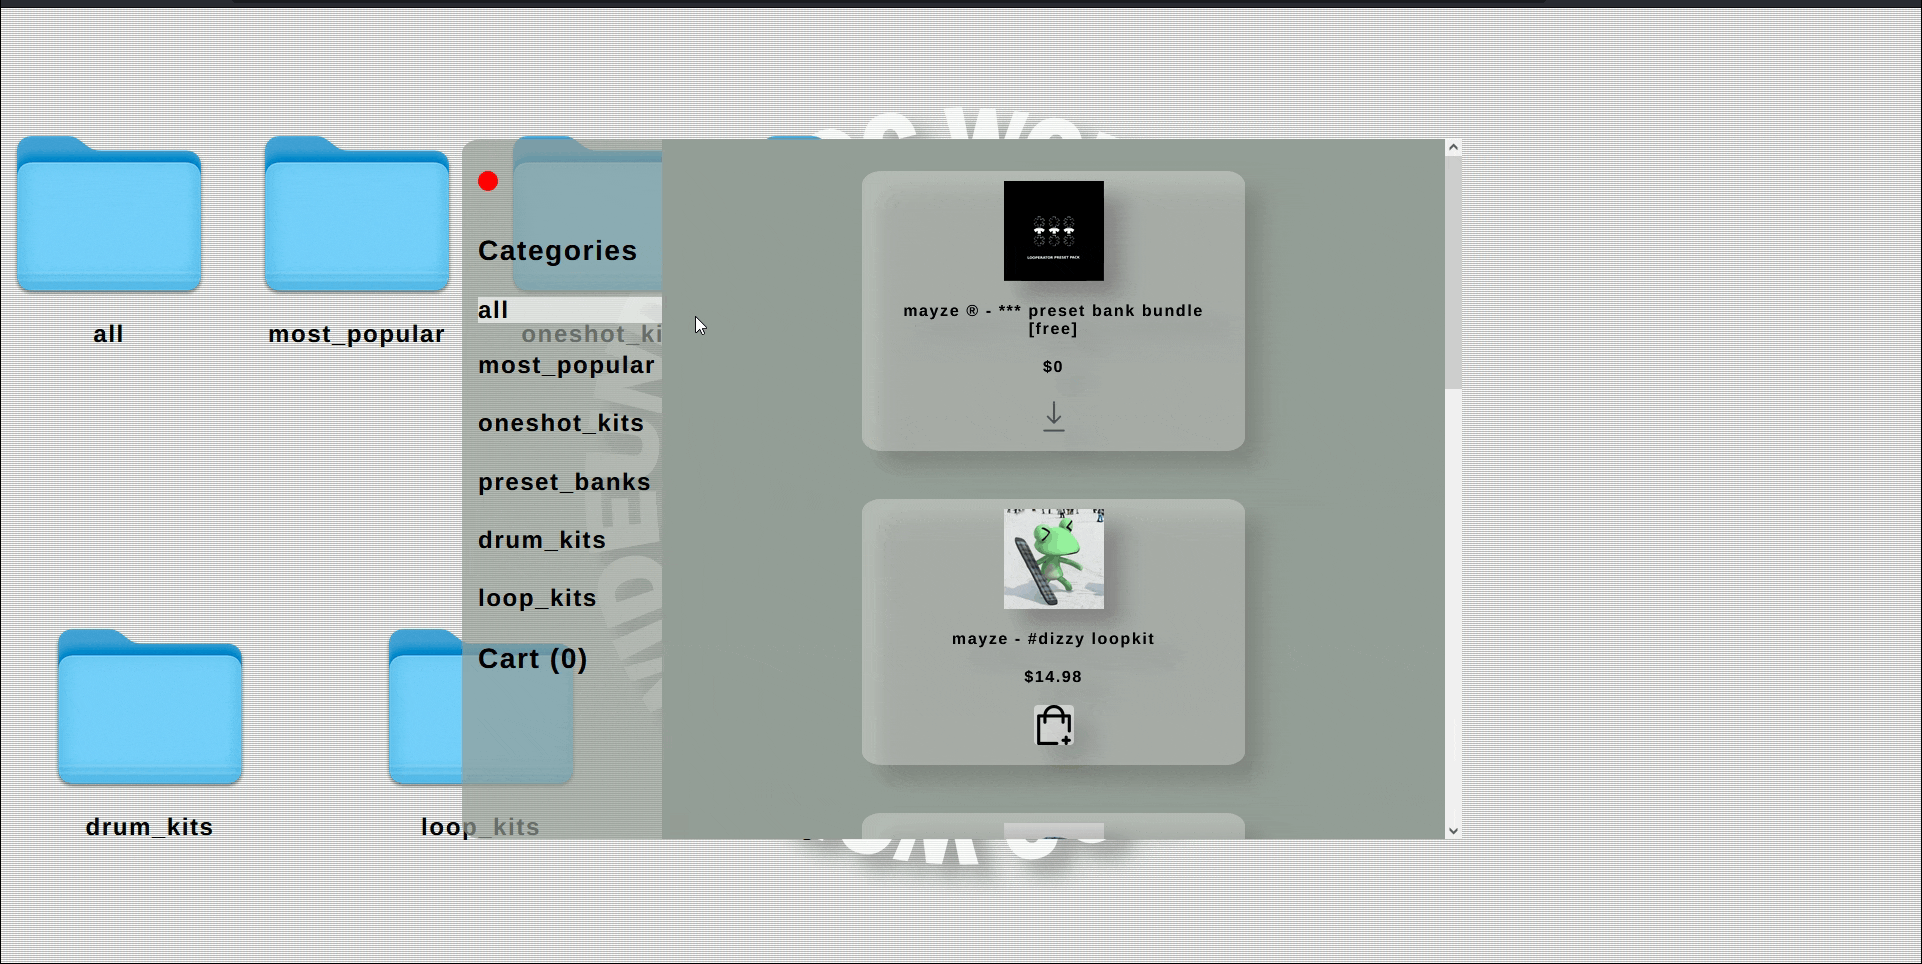 all
most_popular
oneshot_ki
drum_kits
loop_kits
Categories
all
most_popular
oneshot_kits
preset_banks
drum_kits
loop_kits
Cart (0)
LOOPERATOR PRESET PACK
mayze ® - *** preset bank bundle
[free]
$0
mayze - #dizzy loopkit
$14.98